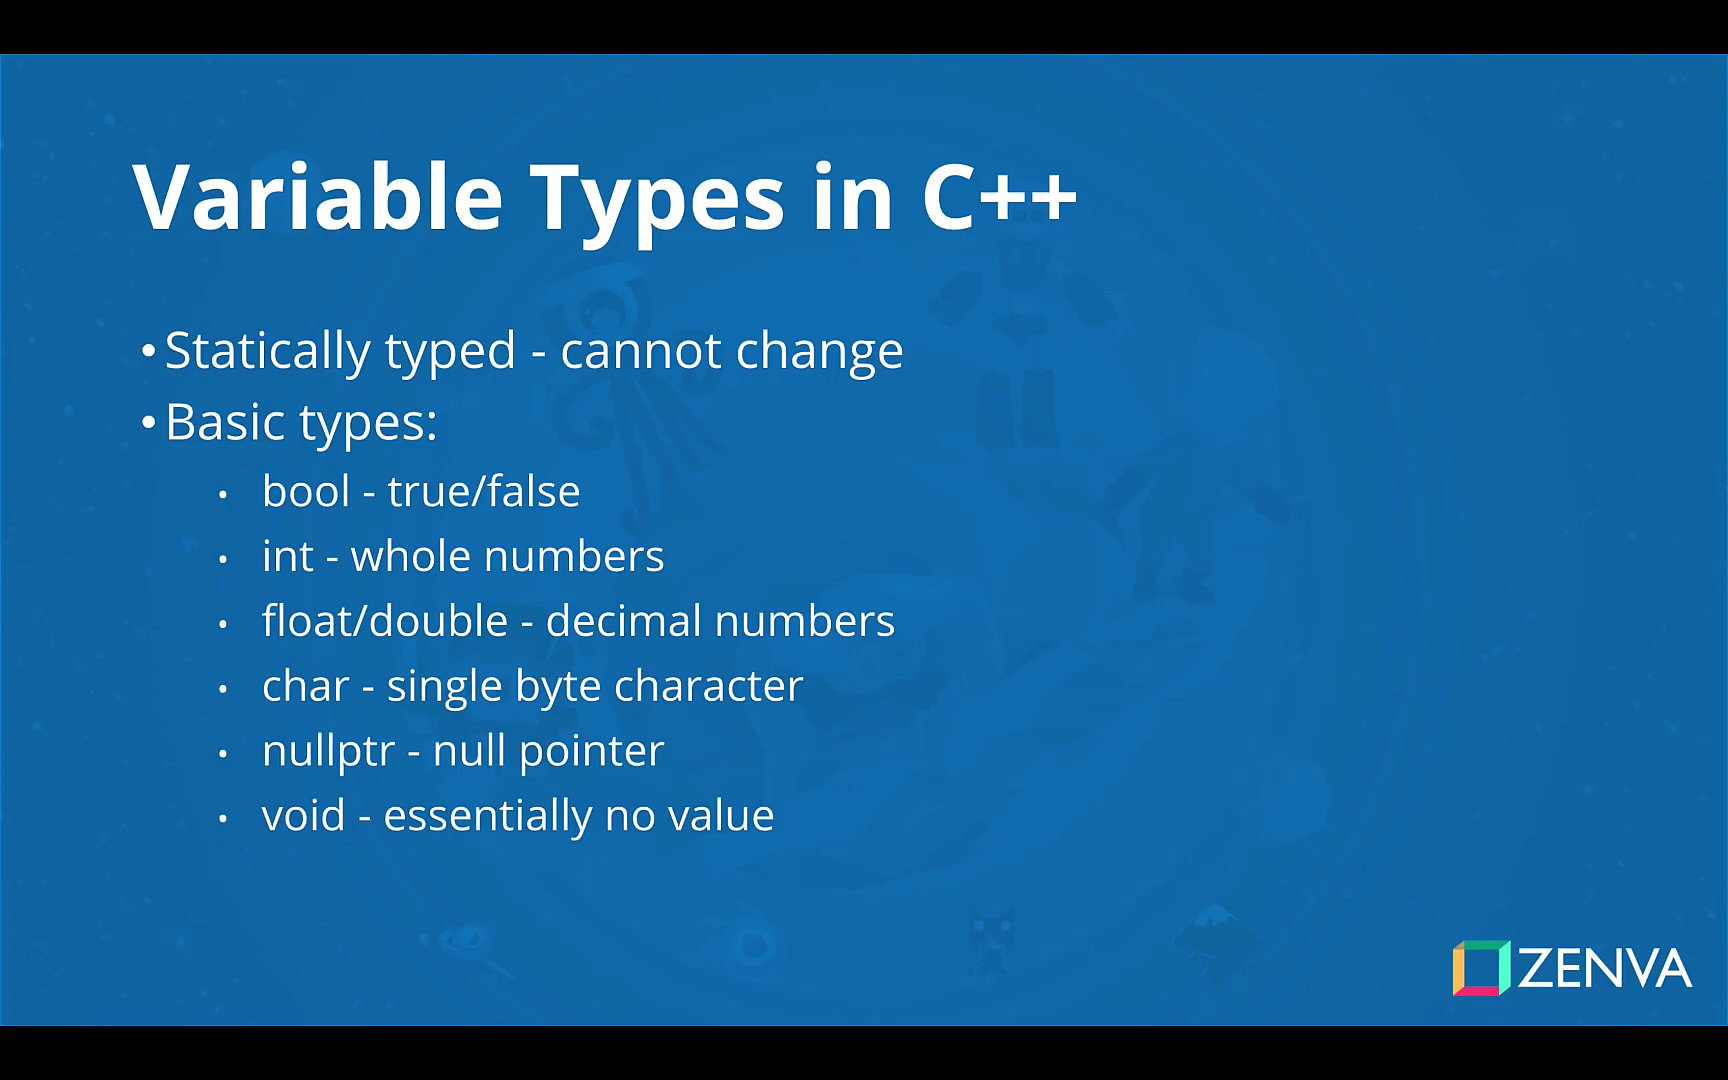 Variable Types in C++
•Statically typed - cannot change
•Basic types:
• bool - true/false
• int - whole numbers
• float/double - decimal numbers
• char - single byte character
• nullptr - null pointer
• void - essentially no value
ZENVA